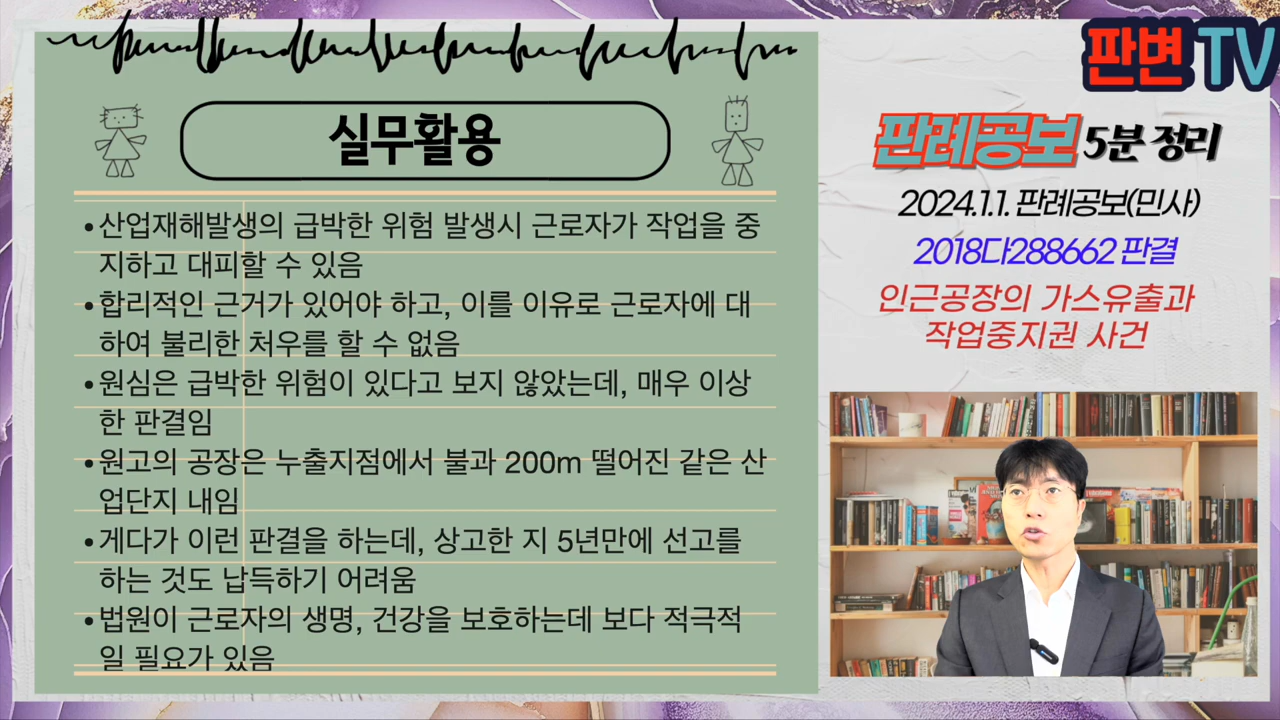 판변 TV
실무활용
•산업재해발생의 급박한 위험 발생시 근로자가 작업을 중
지하고 대피할 수 있음
•합리적인 근거가 있어야 하고, 이를 이유로 근로자에 대
하여 불리한 처우를 할 수 없음
•원심은 급박한 위험이 있다고 보지 않았는데, 매우 이상
한 판결임
•원고의 공장은 누출지점에서 불과 200m 떨어진 같은 산
업단지 내임
•게다가 이런 판결을 하는데, 상고한 지 5년만에 선고를
하는 것도 납득하기 어려움
•법원이 근로자의 생명, 건강을 보호하는데 보다 적극적
일 필요가 있음
판례공보 5분 정리
2024.1.1. 판례공보(민사)
2018다288662 판결
인근공장의 가스유출과
작업중지권 사건